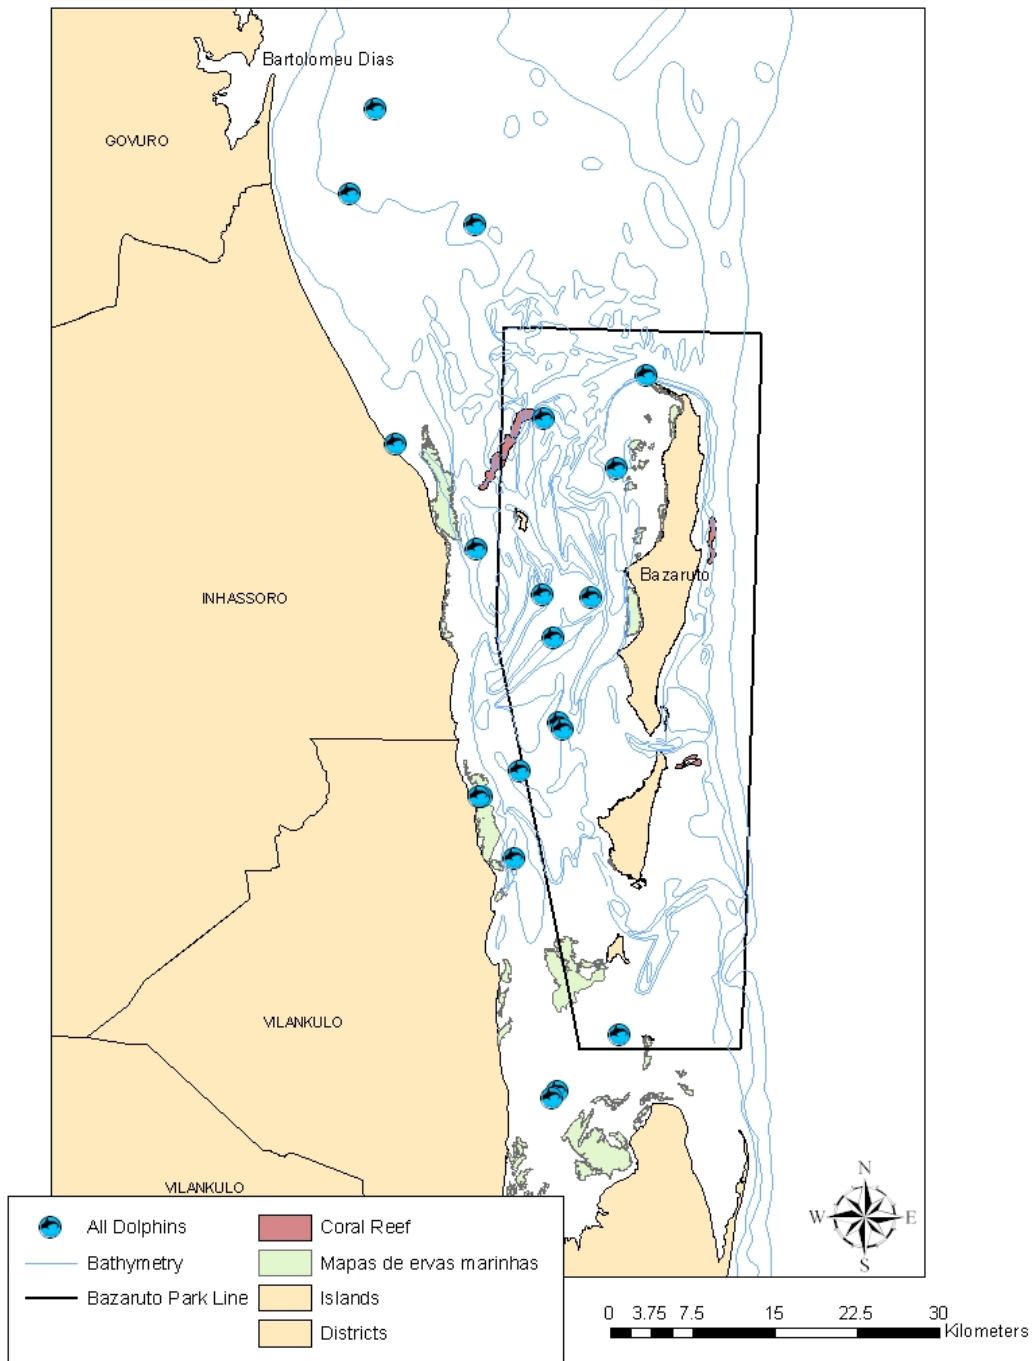 Bartolomeu Dias
GOVURO
INHASSORO
Bazaruto
VILANKULO
VILANKULO
N
W E
S
All Dolphins
Bathymetry
Bazaruto Park Line
Coral Reef
Mapas de ervas marinhas
Islands
Districts
0 3.75 7.5 15 22.5 30
Kilometers